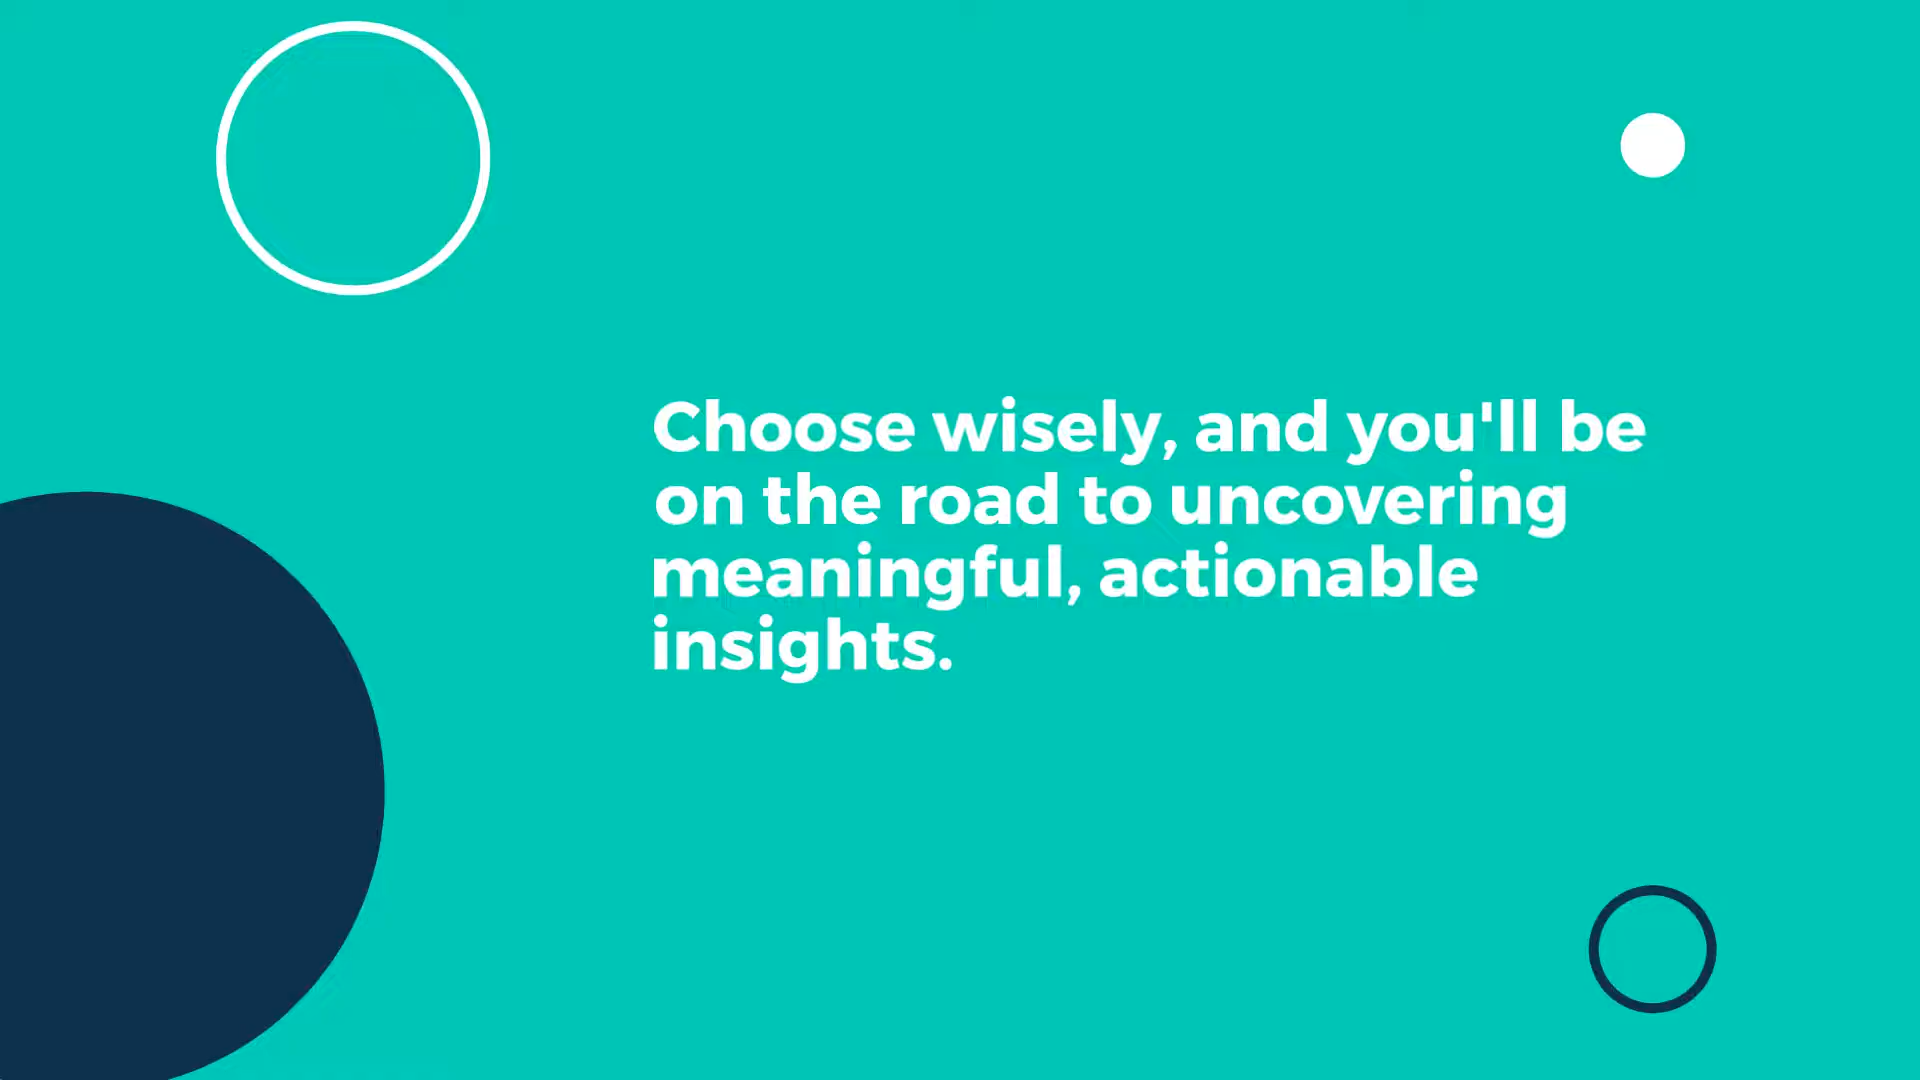 Choose wisely, and you'll be
on the road to uncovering
meaningful, actionable
insights.